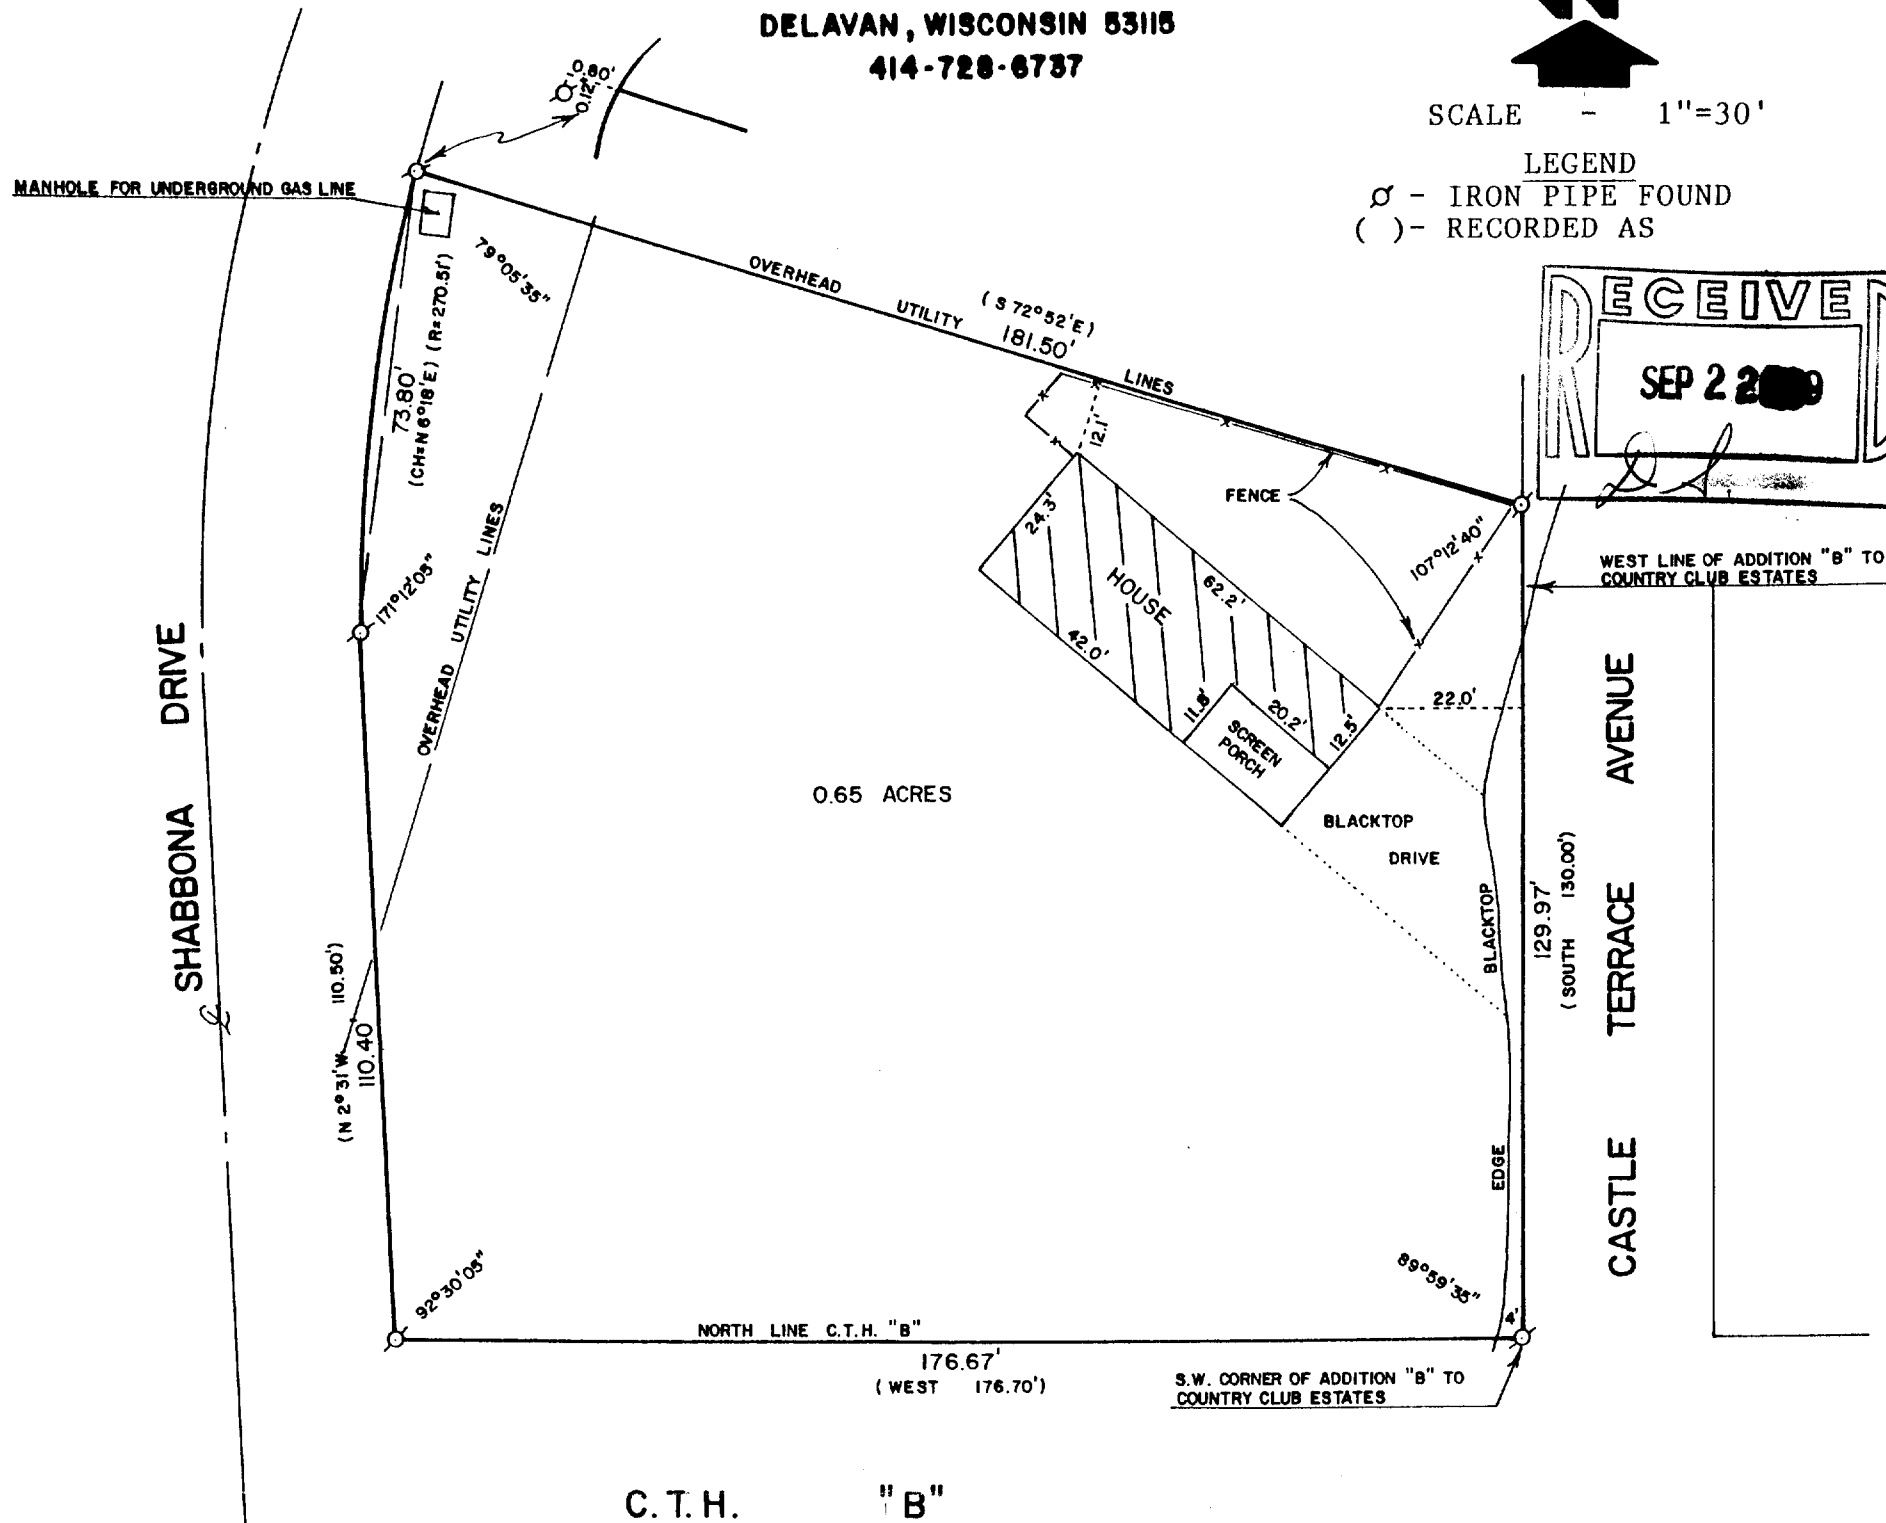 DELAVAN, WISCONSIN 53115
414-728-6737
SCALE - 1"=30'
LEGEND
- IRON PIPE FOUND
( )- RECORDED AS
RECEIVED
SEP 2 2
0.80'
0.12'
MANHOLE FOR UNDERGROUND GAS LINE
79°05'35"
73.80'
(CH=N 6°18'E) (R=270.51')
OVERHEAD UTILITY LINES
(S 72°52'E)
181.50'
12.1'
FENCE
107°12'40"
WEST LINE OF ADDITION "B" TO
COUNTRY CLUB ESTATES
24.3'
HOUSE
62.2'
42.0'
171°12'05"
OVERHEAD UTILITY LINES
11.8'
20.2'
12.5'
SCREEN
PORCH
22.0'
SHABBONA DRIVE
0.65 ACRES
BLACKTOP
DRIVE
BLACKTOP
EDGE
129.97'
(SOUTH 130.00')
CASTLE TERRACE AVENUE
(N 2°31'W 110.50')
110.40'
92°30'05"
89°59'35"
4'
NORTH LINE C.T.H. "B"
176.67'
(WEST 176.70')
S.W. CORNER OF ADDITION "B" TO
COUNTRY CLUB ESTATES
C.T.H. "B"